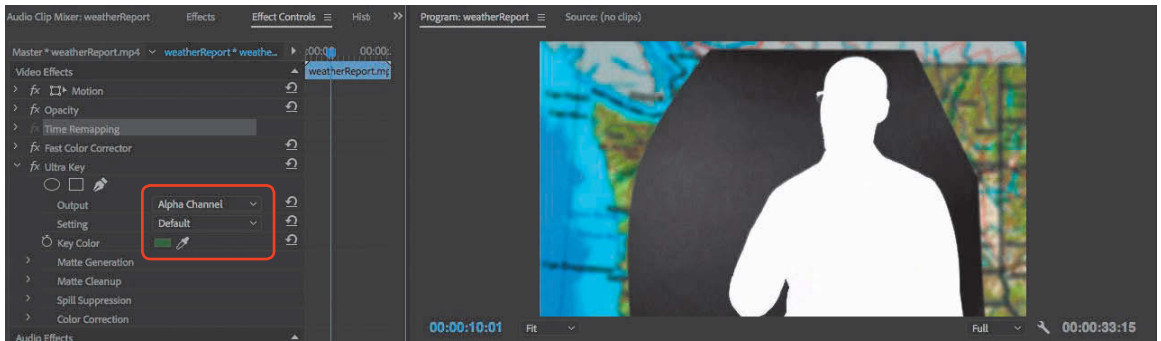 Audio Clip Mixer: weatherReport Effects Effect Controls Hist Program: weatherReport Source: (no clips)
Master * weatherReport.mp4 weatherReport * weathe... :00:00 00:00:
Video Effects weatherReport.mp
fx Motion
fx Opacity
fx Time Remapping
fx Fast Color Corrector
fx Ultra Key
Output Alpha Channel
Setting Default
Key Color
Matte Generation
Matte Cleanup
Spill Suppression
Color Correction
00:00:10:01 Fit Full 00:00:33:15
Audio Effects